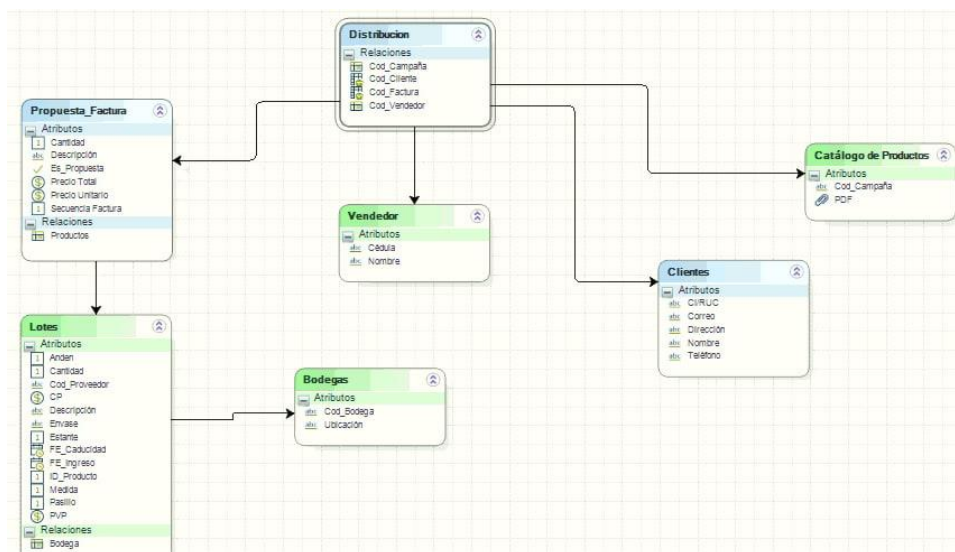 Distribucion
Relaciones
Cod_Campaña
Cod_Cliente
Cod_Factura
Cod_Vendedor
Propuesta_Factura
Atributos
Cantidad
Descripción
Es_Propuesta
Precio Total
Precio Unitario
Secuencia Factura
Relaciones
Productos
Catálogo de Productos
Atributos
Cod_Campaña
PDF
Vendedor
Atributos
Cédula
Nombre
Clientes
Atributos
CI/RUC
Correo
Dirección
Nombre
Teléfono
Lotes
Atributos
Anden
Cantidad
Cod_Proveedor
CP
Descripción
Envase
Estante
FE_Caducidad
FE_Ingreso
ID_Producto
Medida
Pasillo
PVP
Relaciones
Bodega
Bodegas
Atributos
Cod_Bodega
Ubicación